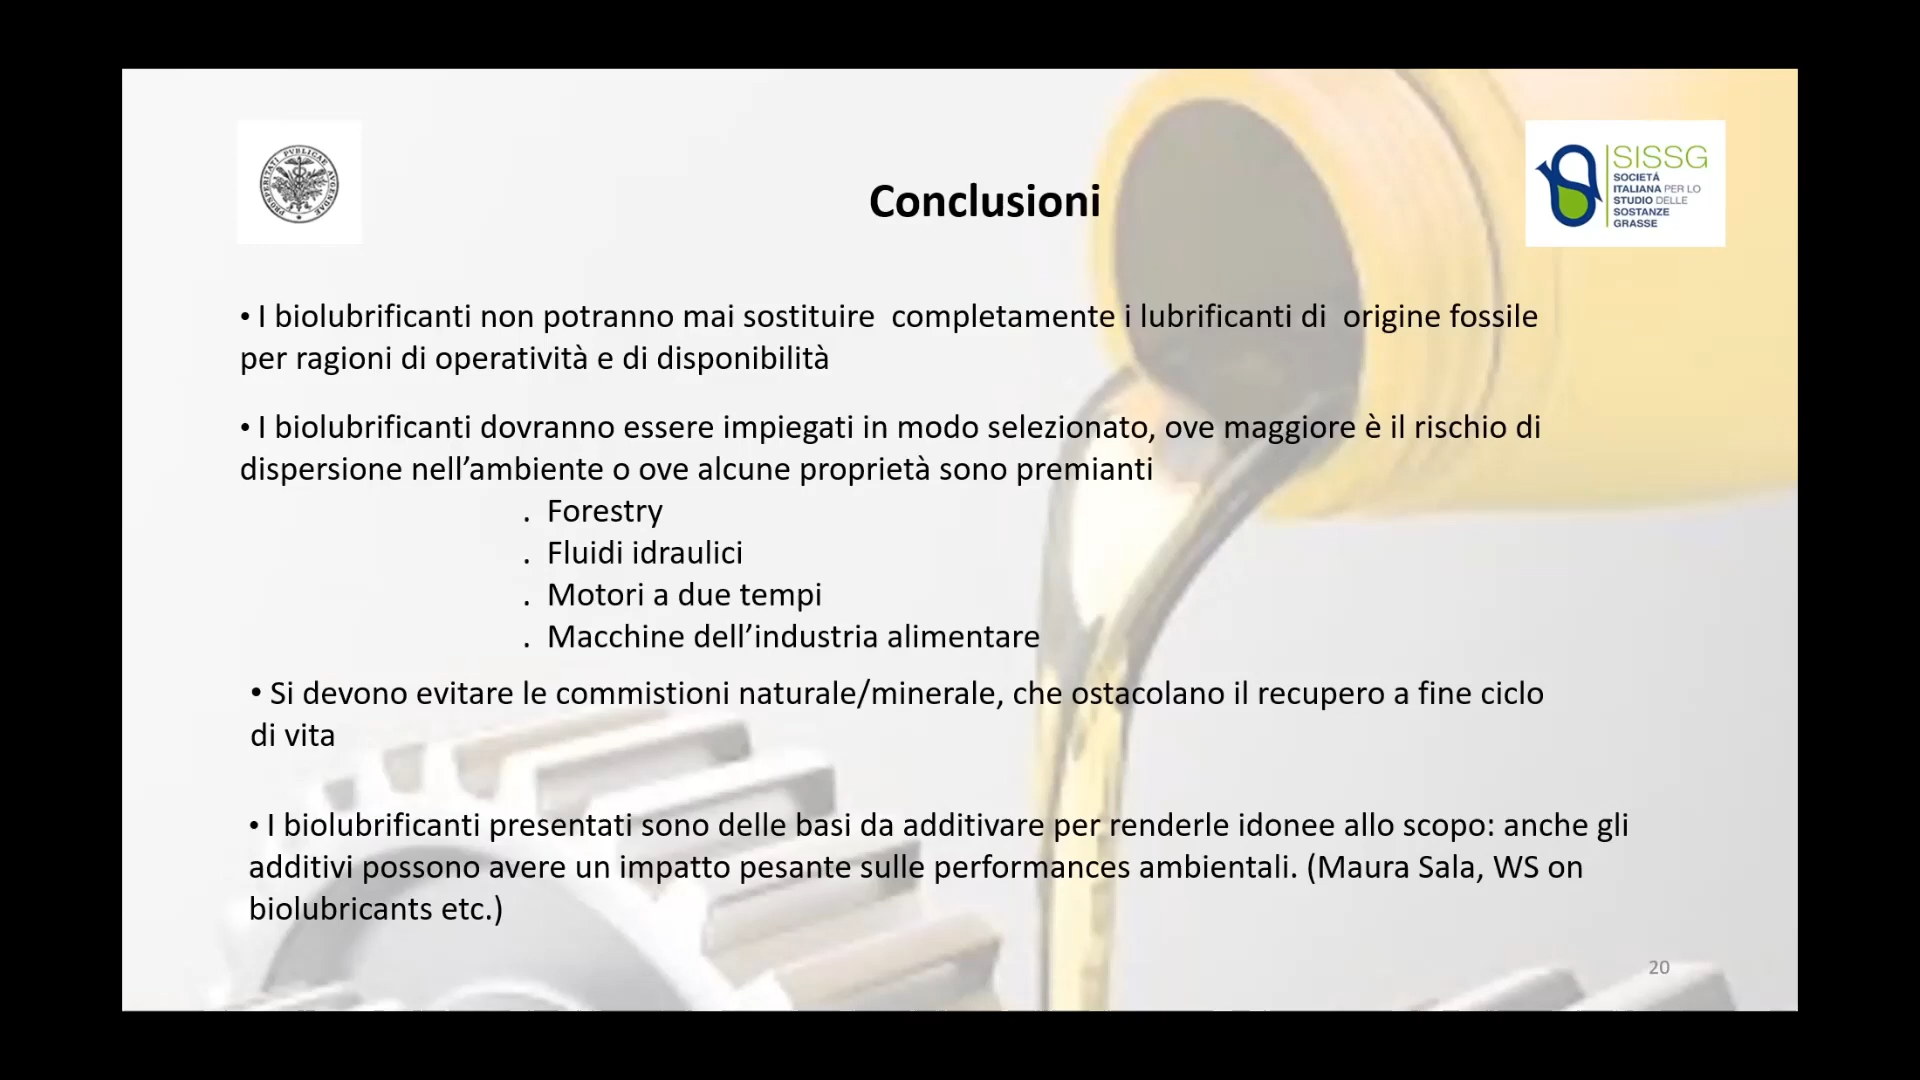 PROSPERITATI PUBLICAE AUGENDAE
SISSG
SOCIETÁ
ITALIANA PER LO
STUDIO DELLE
SOSTANZE
GRASSE
Conclusioni
• I biolubrificanti non potranno mai sostituire  completamente i lubrificanti di  origine fossile
per ragioni di operatività e di disponibilità
• I biolubrificanti dovranno essere impiegati in modo selezionato, ove maggiore è il rischio di
dispersione nell’ambiente o ove alcune proprietà sono premianti
.  Forestry
.  Fluidi idraulici
.  Motori a due tempi
.  Macchine dell’industria alimentare
• Si devono evitare le commistioni naturale/minerale, che ostacolano il recupero a fine ciclo
di vita
• I biolubrificanti presentati sono delle basi da additivare per renderle idonee allo scopo: anche gli
additivi possono avere un impatto pesante sulle performances ambientali. (Maura Sala, WS on
biolubricants etc.)
20